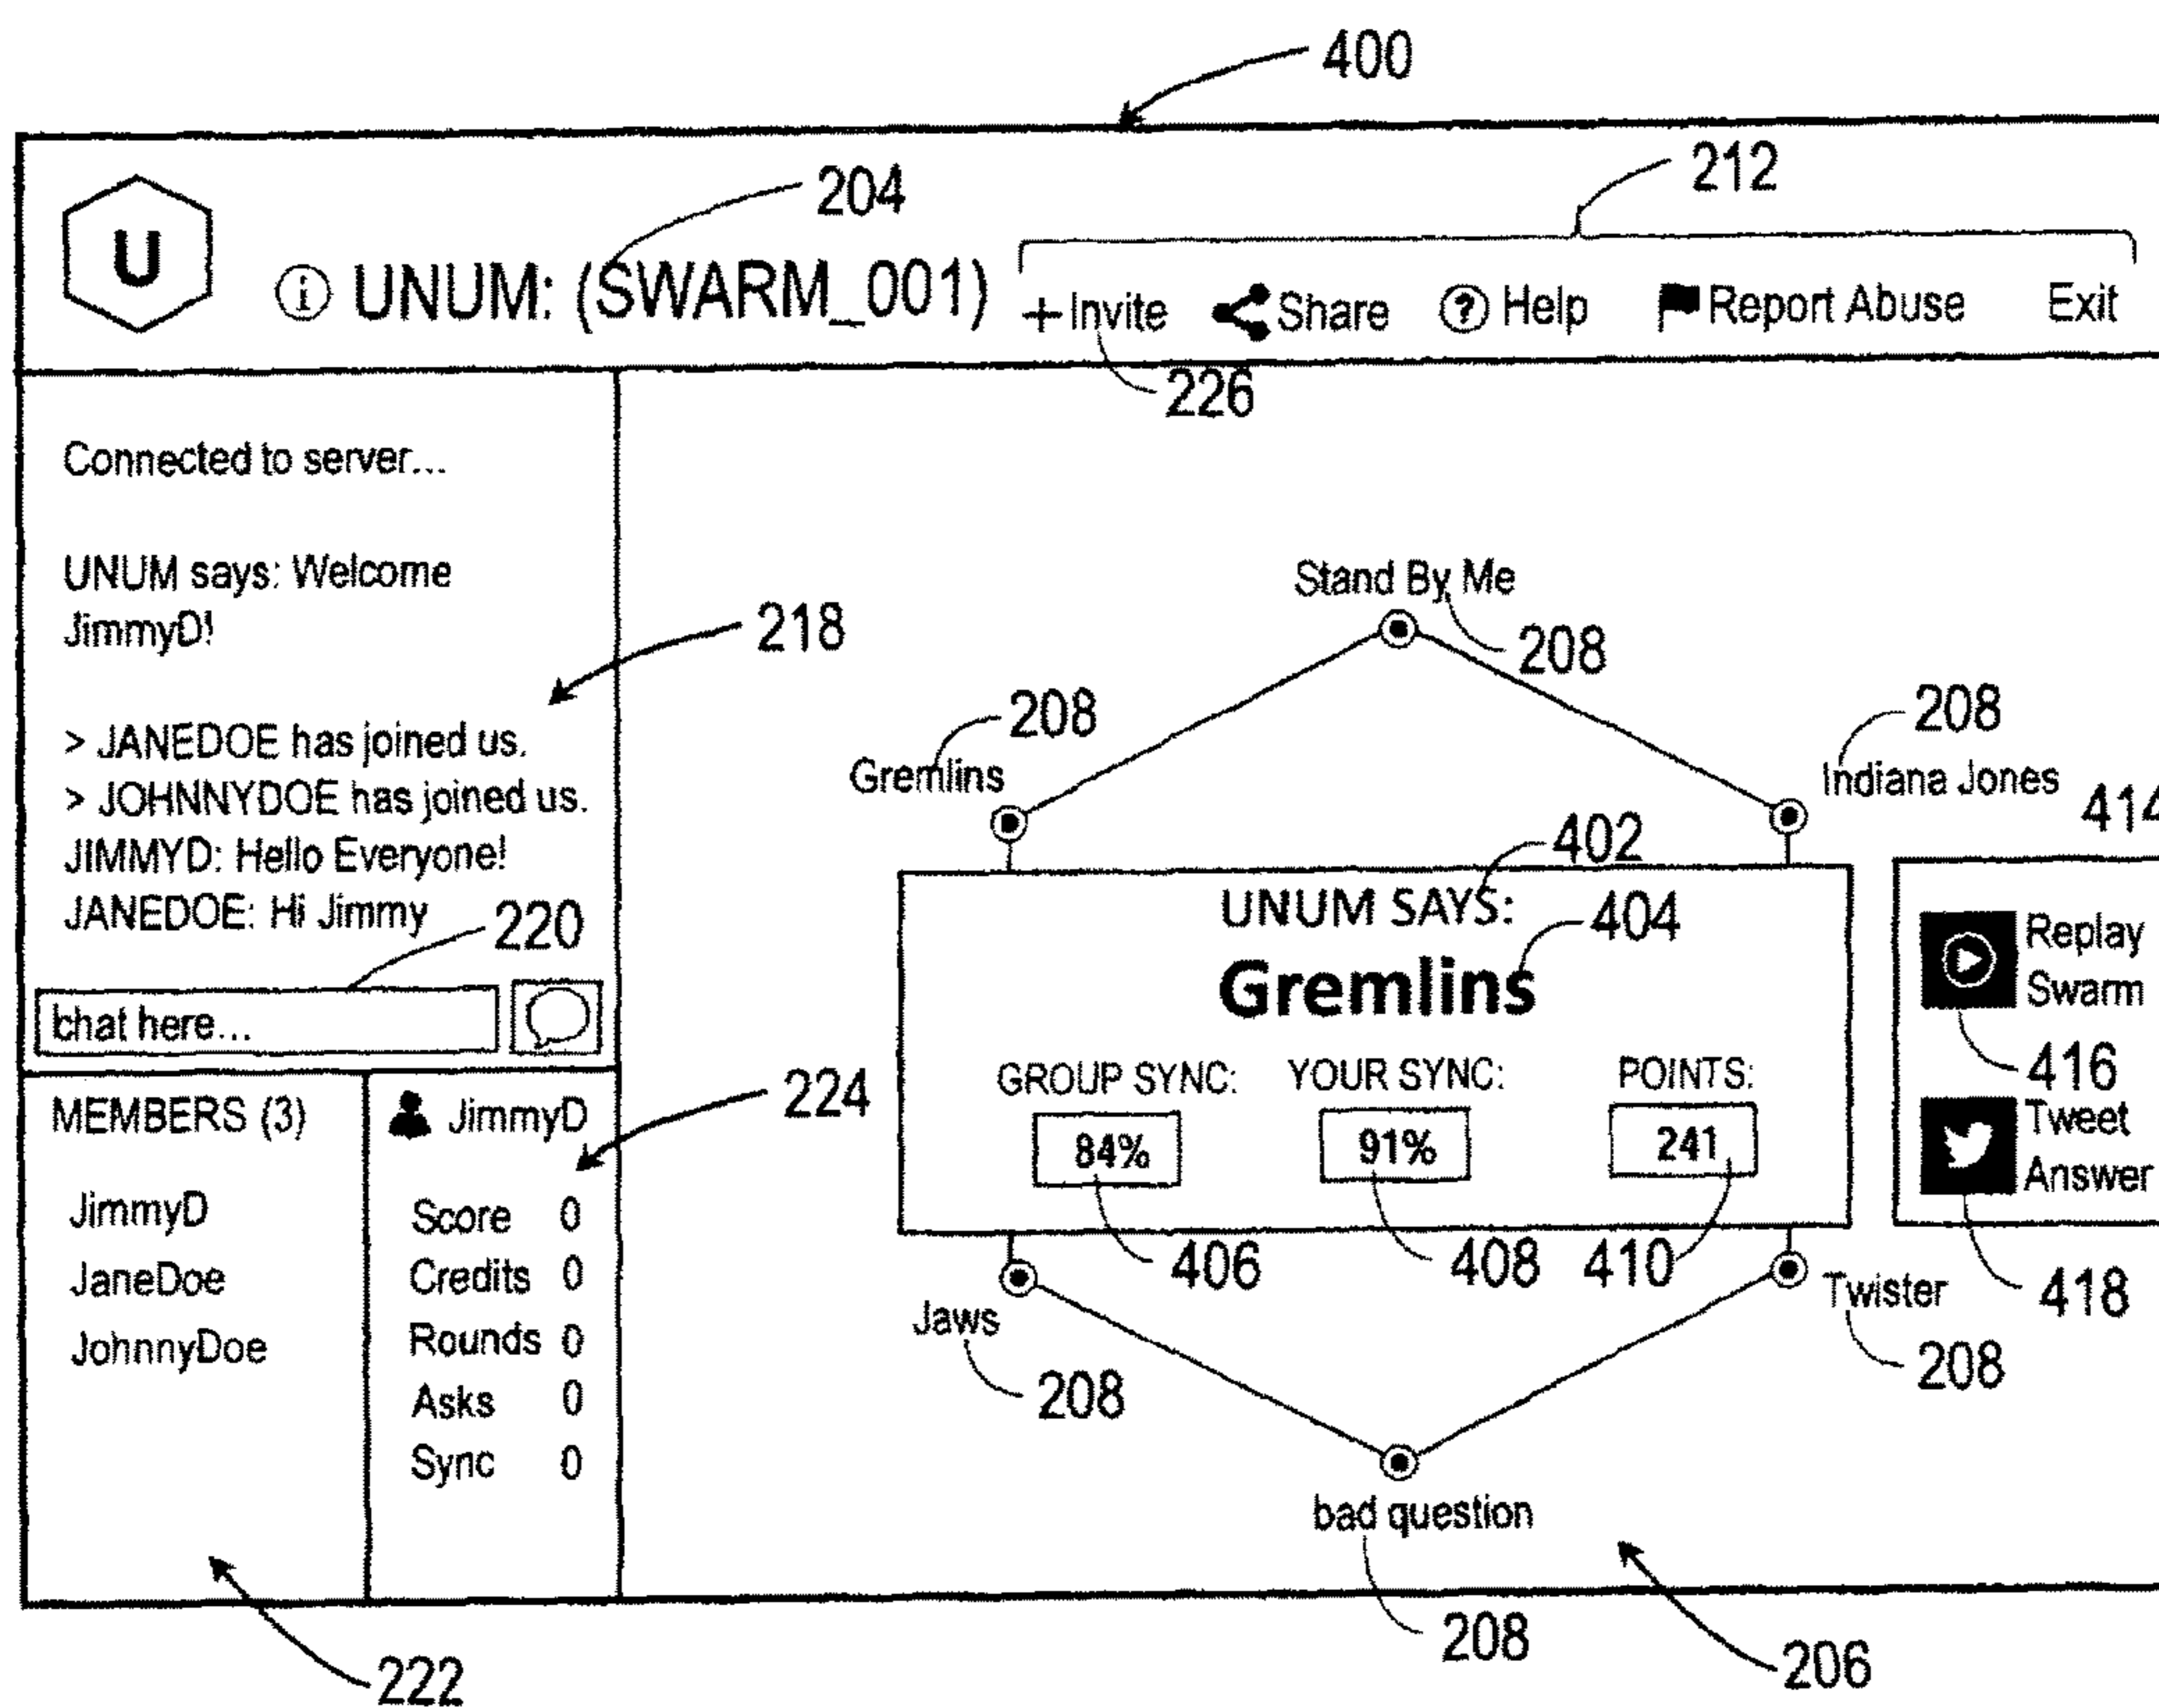 400
204
212
U
i UNUM: (SWARM_001)
+ Invite Share ? Help Report Abuse Exit
226
Connected to server...
UNUM says: Welcome
JimmyD!
218
> JANEDOE has joined us.
> JOHNNYDOE has joined us.
JIMMYD: Hello Everyone!
JANEDOE: Hi Jimmy
220
chat here...
MEMBERS (3)
JimmyD
JaneDoe
JohnnyDoe
222
JimmyD
224
Score 0
Credits 0
Rounds 0
Asks 0
Sync 0
Stand By Me
208
208
Gremlins
208
Indiana Jones
402
UNUM SAYS:
404
Gremlins
GROUP SYNC: YOUR SYNC: POINTS:
84% 91% 241
406 408 410
414
Replay
Swarm
416
Tweet
Answer
418
Jaws
208
Twister
208
bad question
208
206